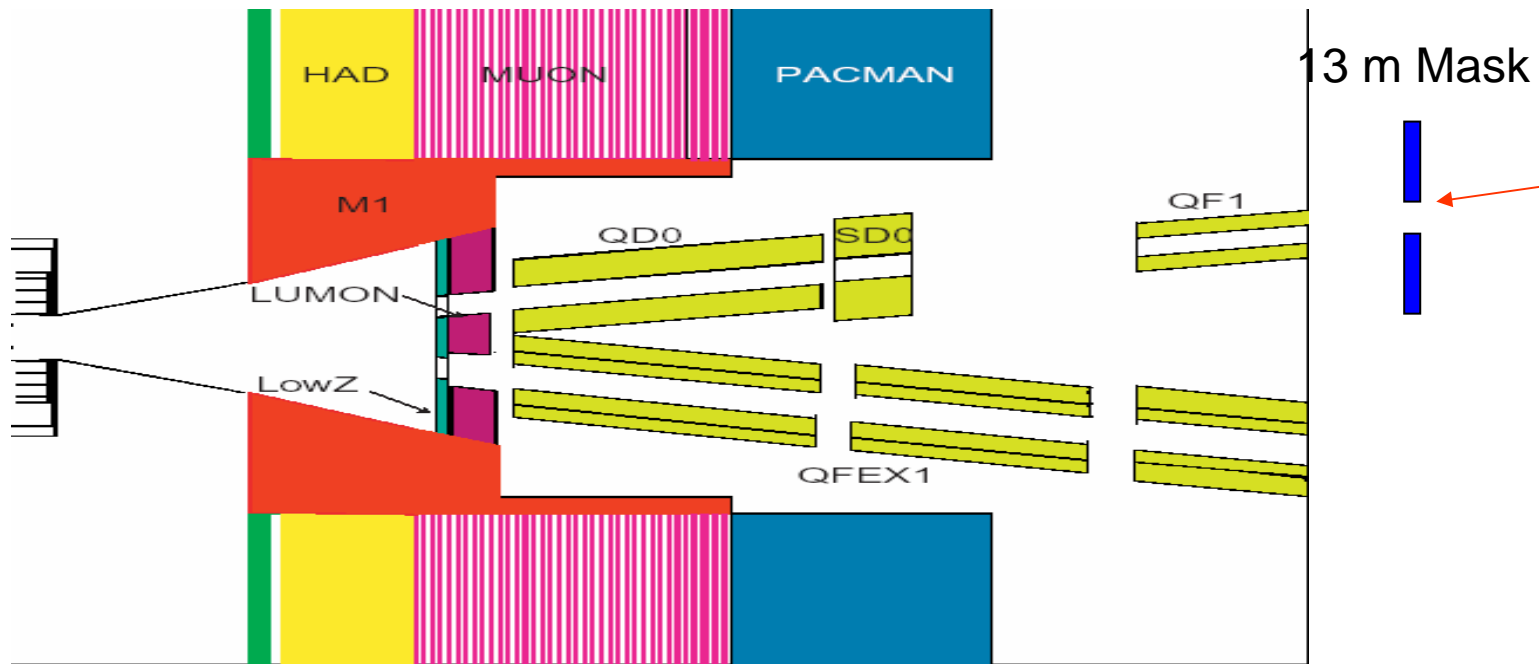 HAD
MUON
PACMAN
13 m Mask
M1
QF1
QD0
SD0
LUMON
LowZ
QFEX1